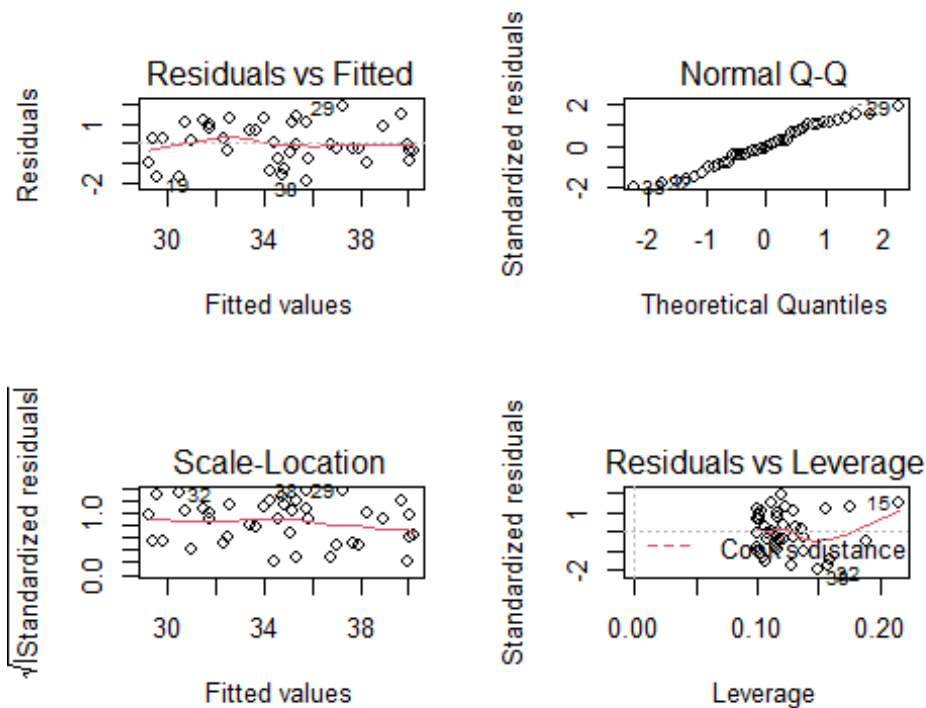 Residuals vs Fitted
Residuals
1
-2
29
19
38
30 34 38
Fitted values
Normal Q-Q
Standardized residuals
2
0
-2
29
38
-2 -1 0 1 2
Theoretical Quantiles
Scale-Location
√|Standardized residuals|
1.0
0.0
32
38
29
30 34 38
Fitted values
Residuals vs Leverage
Standardized residuals
1
-2
15
Cook's distance
32
0.00 0.10 0.20
Leverage